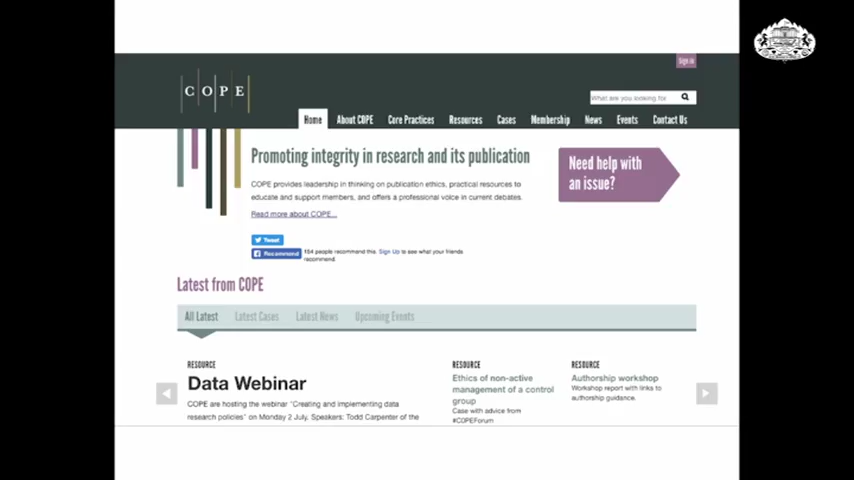 Sign in
COPE
What are you looking for
Home About COPE Core Practices Resources Cases Membership News Events Contact Us
Promoting integrity in research and its publication
COPE provides leadership in thinking on publication ethics, practical resources to
educate and support members, and offers a professional voice in current debates.
Read more about COPE...
Need help with
an issue?
Tweet
Recommend 154 people recommend this. Sign Up to see what your friends
recommend.
Latest from COPE
All Latest Latest Cases Latest News Upcoming Events
RESOURCE
Data Webinar
COPE are hosting the webinar "Creating and implementing data
research policies" on Monday 2 July. Speakers: Todd Carpenter of the
RESOURCE
Ethics of non-active
management of a control
group
Case with advice from
#COPEForum
RESOURCE
Authorship workshop
Workshop report with links to
authorship guidance.